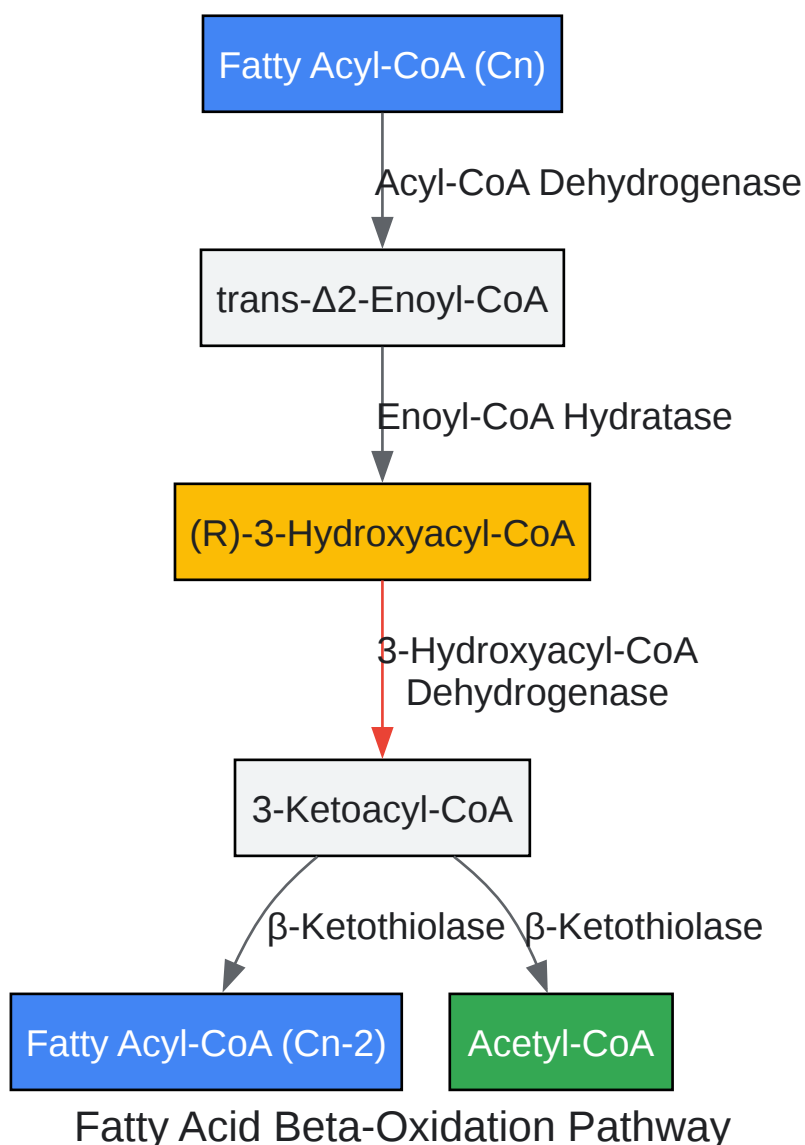 Fatty Acyl-CoA (Cn)
Acyl-CoA Dehydrogenase
trans-Δ2-Enoyl-CoA
Enoyl-CoA Hydratase
(R)-3-Hydroxyacyl-CoA
3-Hydroxyacyl-CoA
Dehydrogenase
3-Ketoacyl-CoA
β-Ketothiolase
β-Ketothiolase
Fatty Acyl-CoA (Cn-2)
Acetyl-CoA
Fatty Acid Beta-Oxidation Pathway